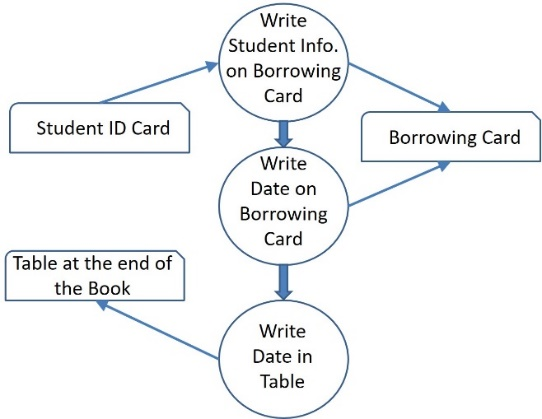 Write
Student Info.
on Borrowing
Card
Student ID Card
Borrowing Card
Write
Date on
Borrowing
Card
Table at the end of
the Book
Write
Date in
Table